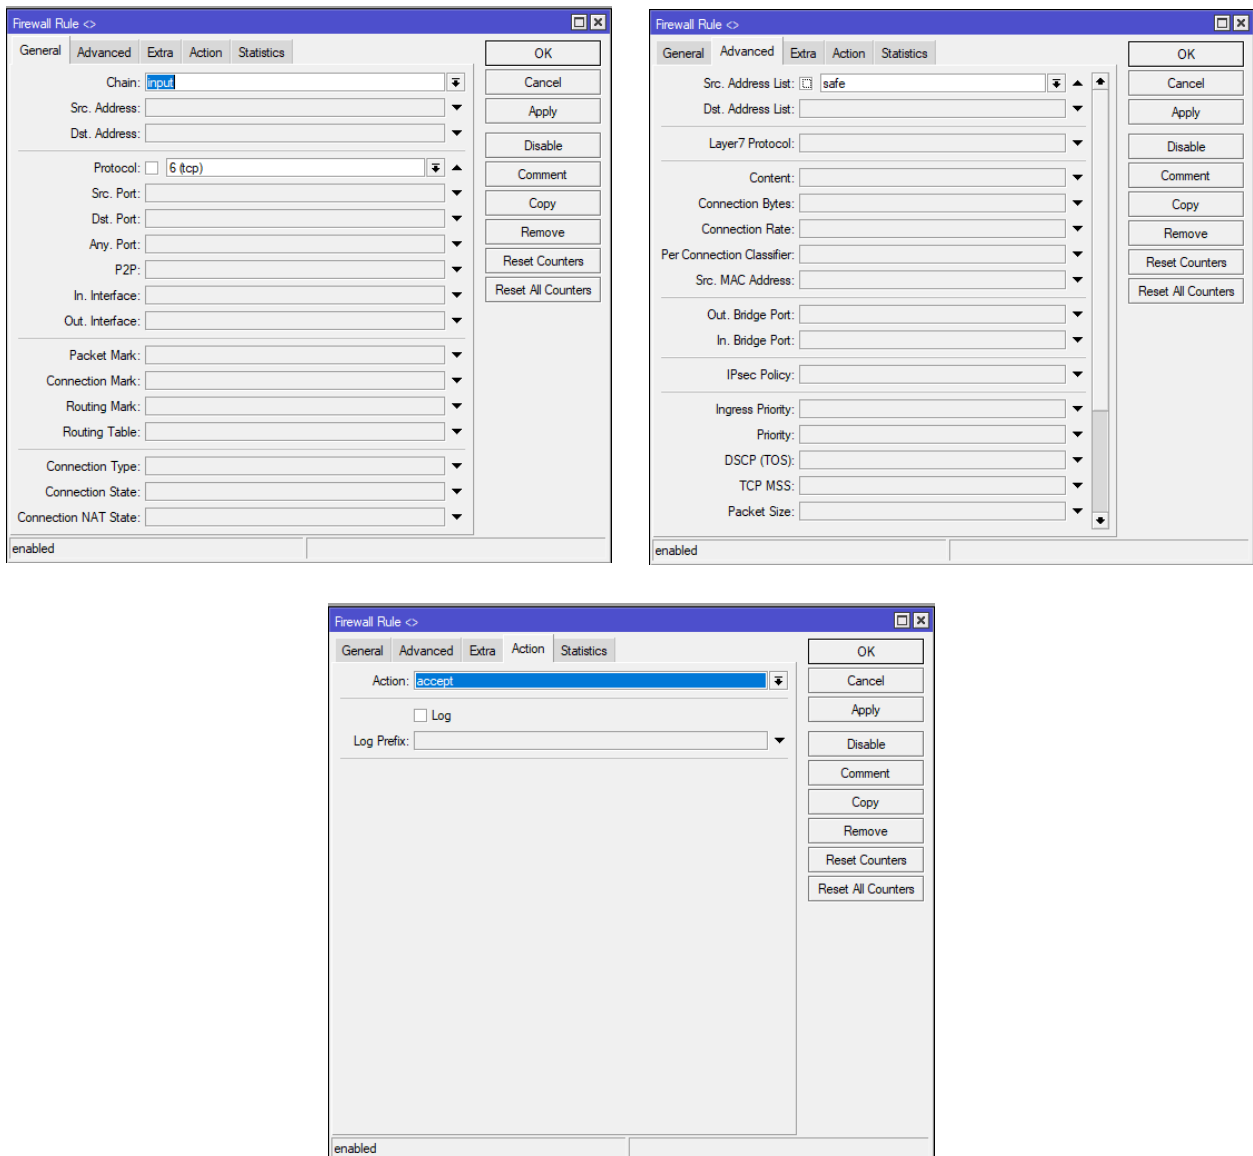 Firewall Rule <>
General Advanced Extra Action Statistics
Chain: input
Src. Address:
Dst. Address:
Protocol: 6 (tcp)
Src. Port:
Dst. Port:
Any. Port:
P2P:
In. Interface:
Out. Interface:
Packet Mark:
Connection Mark:
Routing Mark:
Routing Table:
Connection Type:
Connection State:
Connection NAT State:
OK
Cancel
Apply
Disable
Comment
Copy
Remove
Reset Counters
Reset All Counters
enabled
Firewall Rule <>
General Advanced Extra Action Statistics
Src. Address List: safe
Dst. Address List:
Layer7 Protocol:
Content:
Connection Bytes:
Connection Rate:
Per Connection Classifier:
Src. MAC Address:
Out. Bridge Port:
In. Bridge Port:
IPsec Policy:
Ingress Priority:
Priority:
DSCP (TOS):
TCP MSS:
Packet Size:
OK
Cancel
Apply
Disable
Comment
Copy
Remove
Reset Counters
Reset All Counters
enabled
Firewall Rule <>
General Advanced Extra Action Statistics
Action: accept
Log
Log Prefix:
OK
Cancel
Apply
Disable
Comment
Copy
Remove
Reset Counters
Reset All Counters
enabled